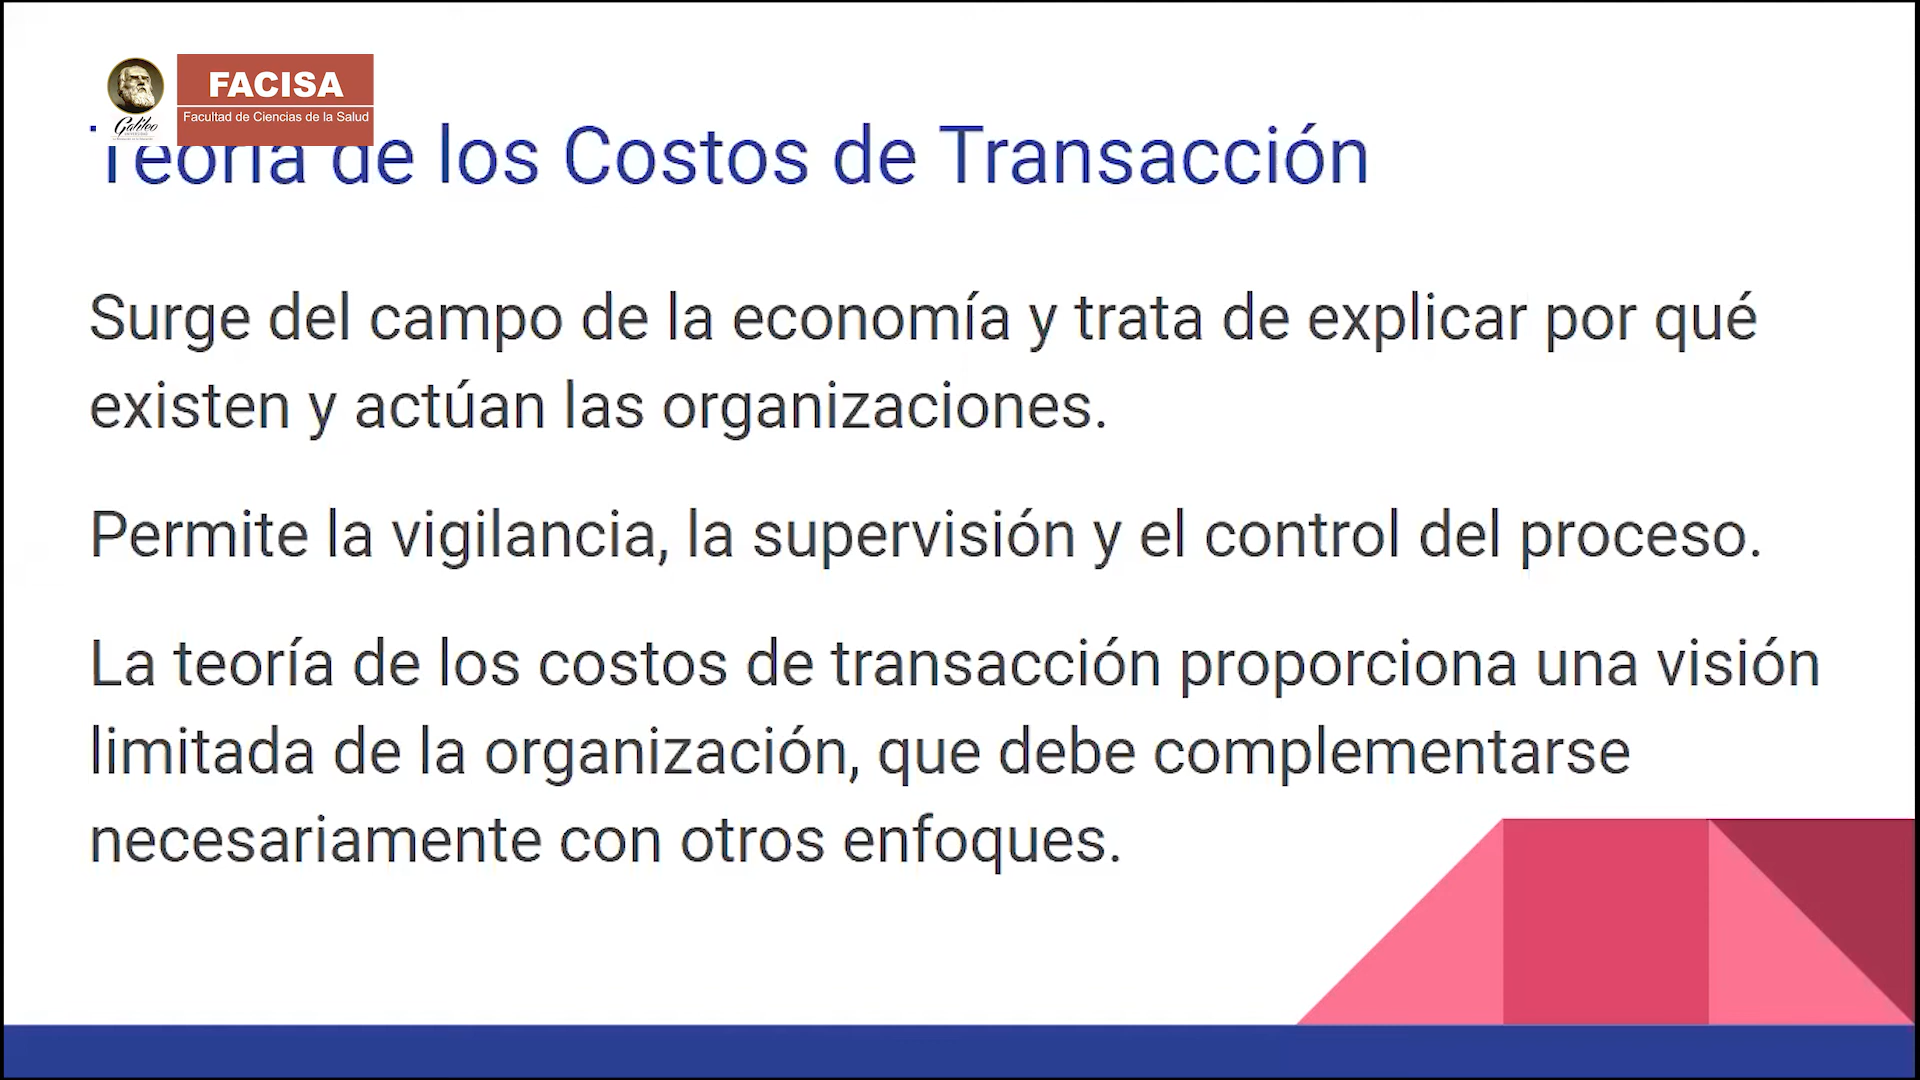 Galileo
FACISA
Facultad de Ciencias de la Salud
Teoría de los Costos de Transacción
Surge del campo de la economía y trata de explicar por qué
existen y actúan las organizaciones.
Permite la vigilancia, la supervisión y el control del proceso.
La teoría de los costos de transacción proporciona una visión
limitada de la organización, que debe complementarse
necesariamente con otros enfoques.